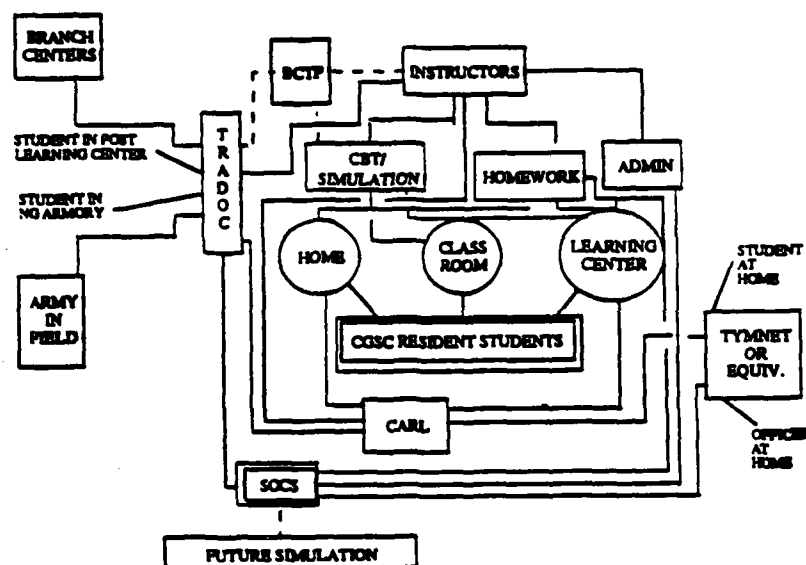 BRANCH
CENTERS
BCTP
INSTRUCTORS
TRADOC
STUDENT IN POST
LEARNING CENTER
STUDENT IN
NG ARMORY
CBT/
SIMULATION
HOMEWORK
ADMIN
HOME
CLASS
ROOM
LEARNING
CENTER
STUDENT
AT
HOME
ARMY
IN
FIELD
CGSC RESIDENT STUDENTS
TYMNET
OR
EQUIV.
CARL
OFFICER
AT
HOME
SOCS
FUTURE SIMULATION